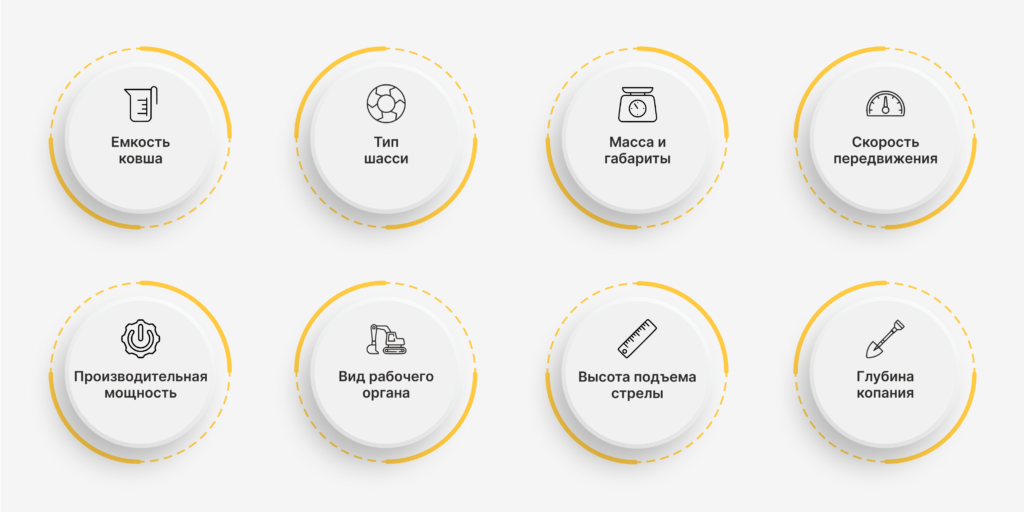 Емкость
ковша
Тип
шасси
Масса и
габариты
Скорость
передвижения
Производительная
мощность
Вид рабочего
органа
Высота подъема
стрелы
Глубина
копания